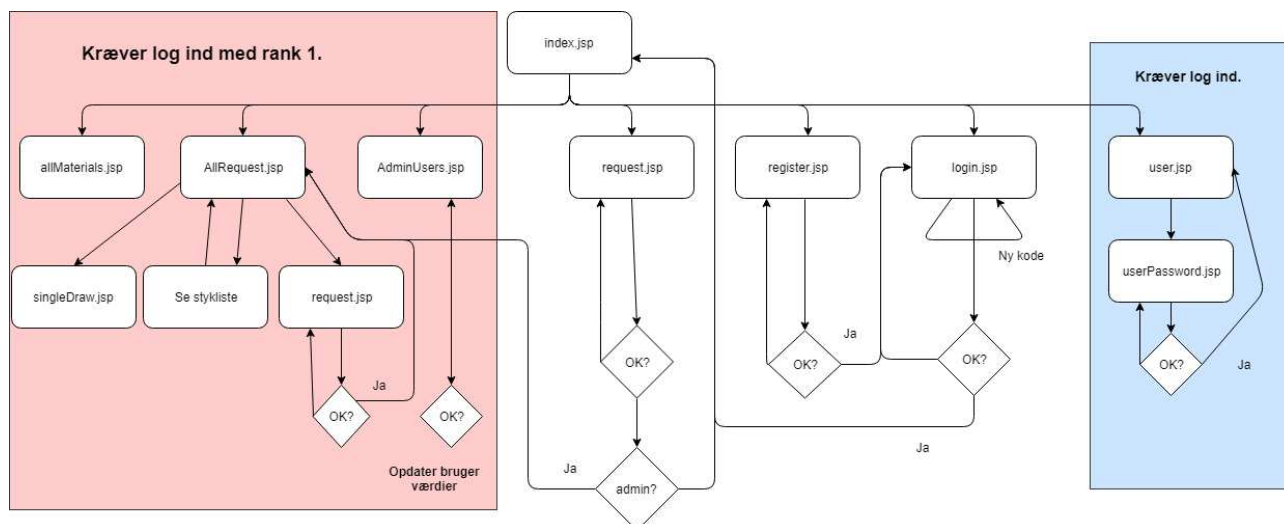 index.jsp
Kræver log ind med rank 1.
Kræver log ind.
allMaterials.jsp
AllRequest.jsp
AdminUsers.jsp
request.jsp
register.jsp
login.jsp
user.jsp
Ny kode
singleDraw.jsp
Se stykliste
request.jsp
userPassword.jsp
Ja
OK?
OK?
OK?
OK?
Ja
Ja
OK?
OK?
Ja
Opdater bruger
værdier
Ja
admin?